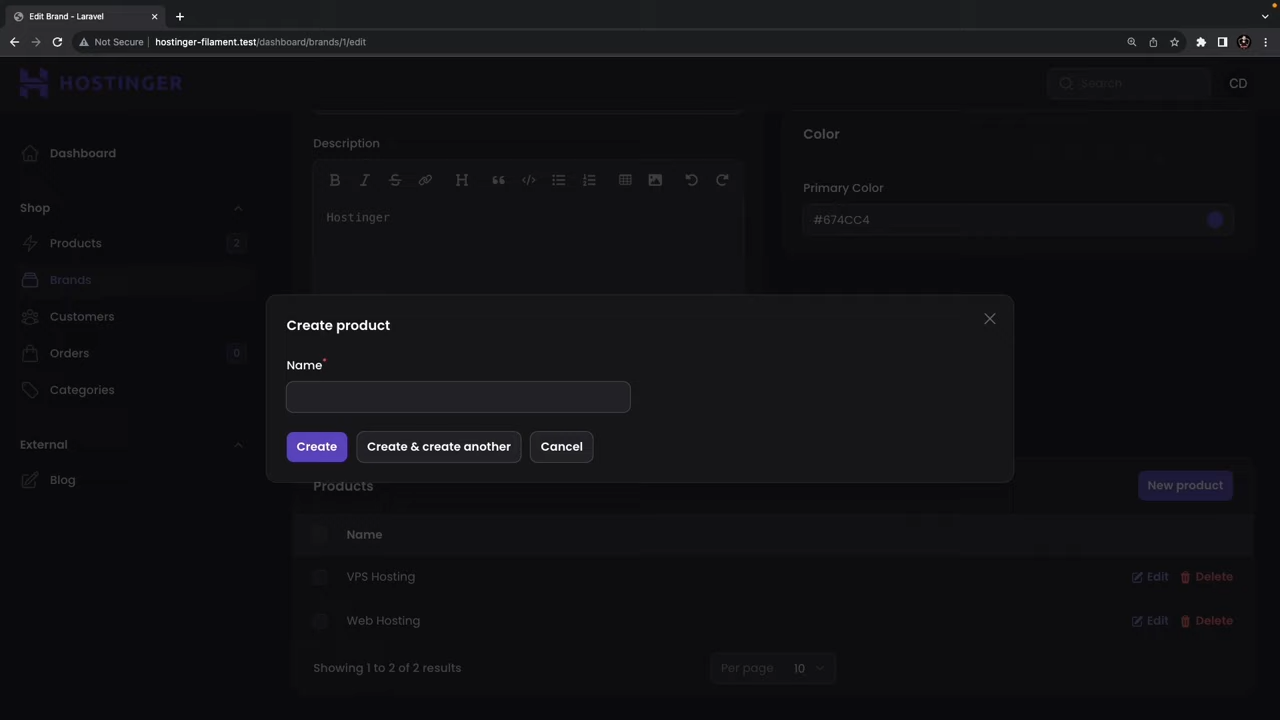 Edit Brand - Laravel
Not Secure
hostinger-filament.test/dashboard/brands/1/edit
HOSTINGER
Search
CD
Dashboard
Shop
Products 2
Brands
Customers
Orders 0
Categories
External
Blog
Description
Hostinger
Color
Primary Color
#674CC4
Create product
Name*
Create
Create & create another
Cancel
Products
New product
Name
VPS Hosting Edit Delete
Web Hosting Edit Delete
Showing 1 to 2 of 2 results
Per page 10